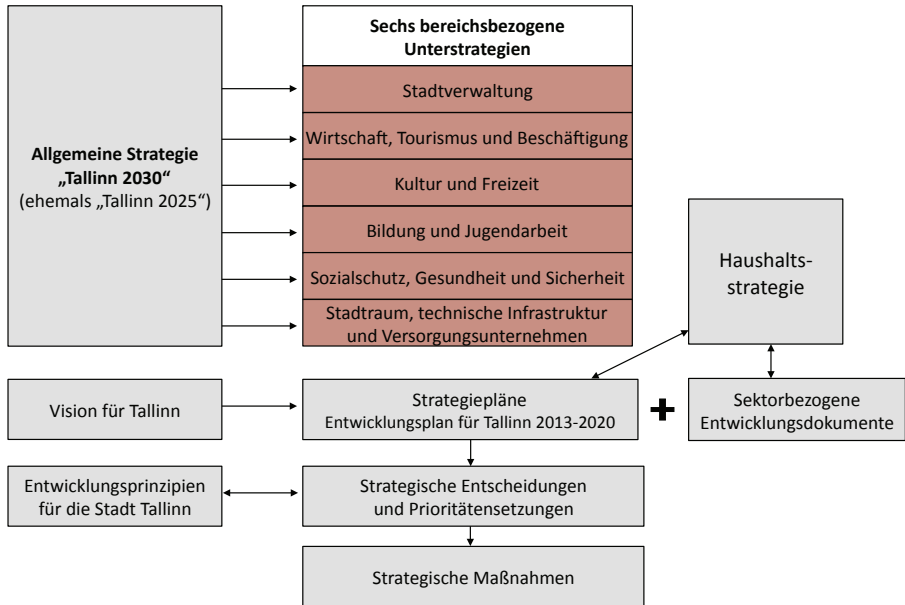 Allgemeine Strategie
„Tallinn 2030“
(ehemals „Tallinn 2025“)
Sechs bereichsbezogene
Unterstrategien
Stadtverwaltung
Wirtschaft, Tourismus und Beschäftigung
Kultur und Freizeit
Bildung und Jugendarbeit
Sozialschutz, Gesundheit und Sicherheit
Stadtraum, technische Infrastruktur
und Versorgungsunternehmen
Haushalts-
strategie
Vision für Tallinn
Strategiepläne
Entwicklungsplan für Tallinn 2013-2020
+
Sektorbezogene
Entwicklungsdokumente
Entwicklungsprinzipien
für die Stadt Tallinn
Strategische Entscheidungen
und Prioritätensetzungen
Strategische Maßnahmen